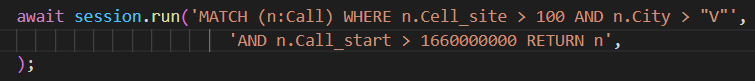 await session.run('MATCH (n:Call) WHERE n.Cell_site > 100 AND n.City > "V"',
'AND n.Call_start > 1660000000 RETURN n',
);